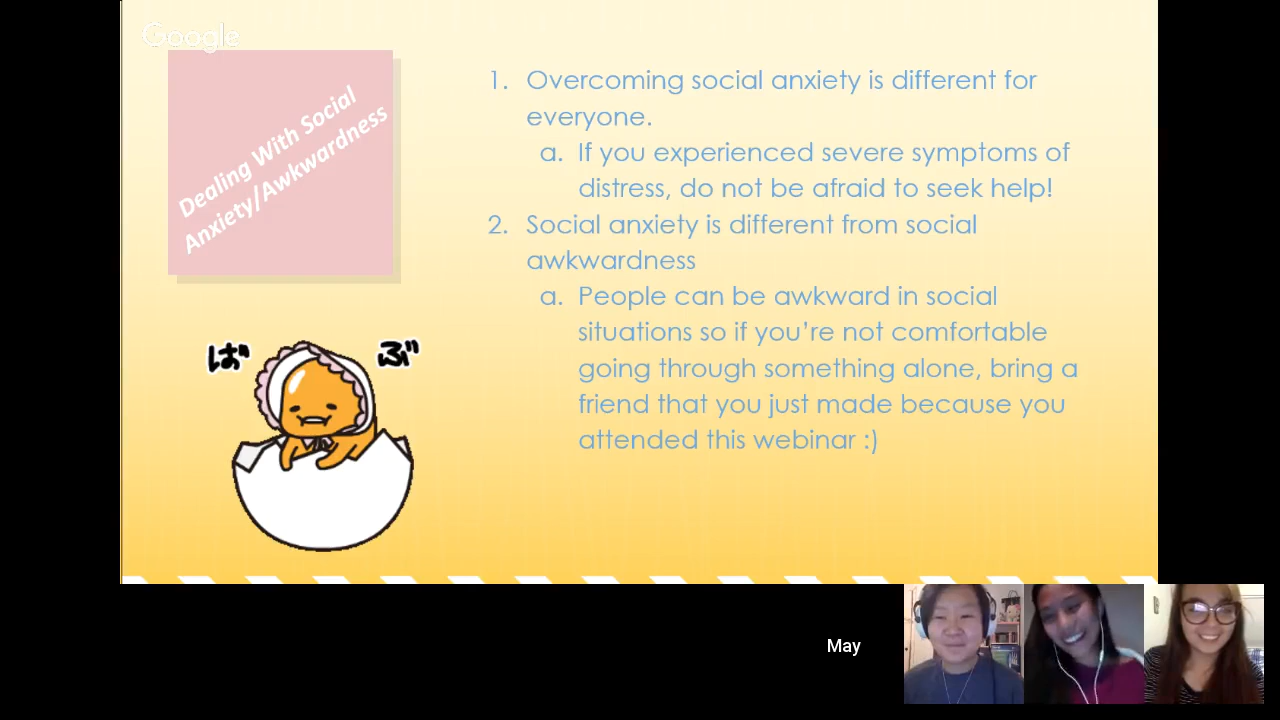 Google
Dealing With Social
Anxiety/Awkwardness
1. Overcoming social anxiety is different for
everyone.
a. If you experienced severe symptoms of
distress, do not be afraid to seek help!
2. Social anxiety is different from social
awkwardness
a. People can be awkward in social
situations so if you're not comfortable
going through something alone, bring a
friend that you just made because you
attended this webinar :)
ばぶ
May